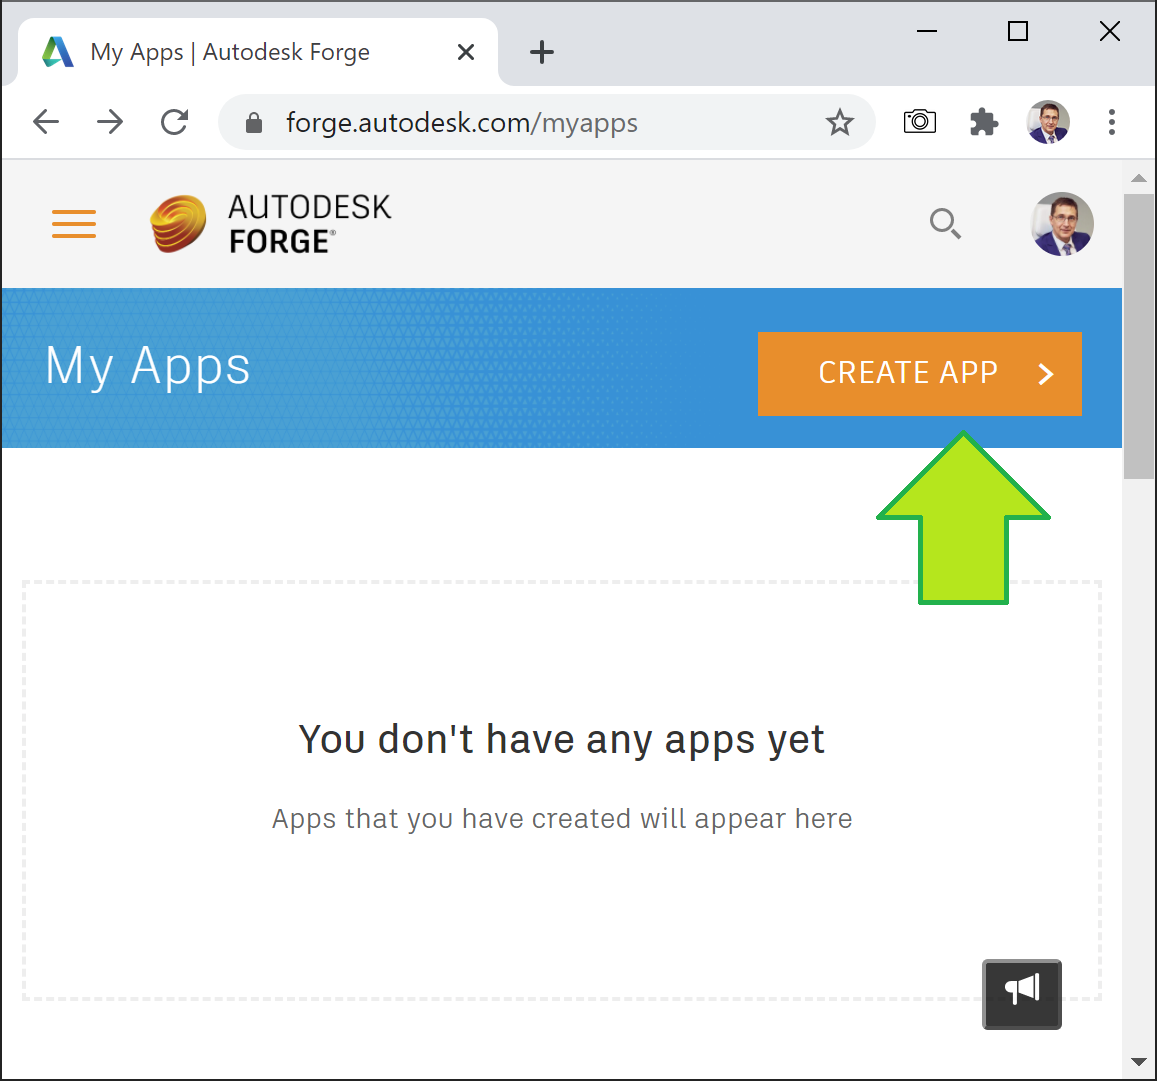 My Apps | Autodesk Forge
forge.autodesk.com/myapps
AUTODESK
FORGE®
My Apps
CREATE APP
You don't have any apps yet
Apps that you have created will appear here